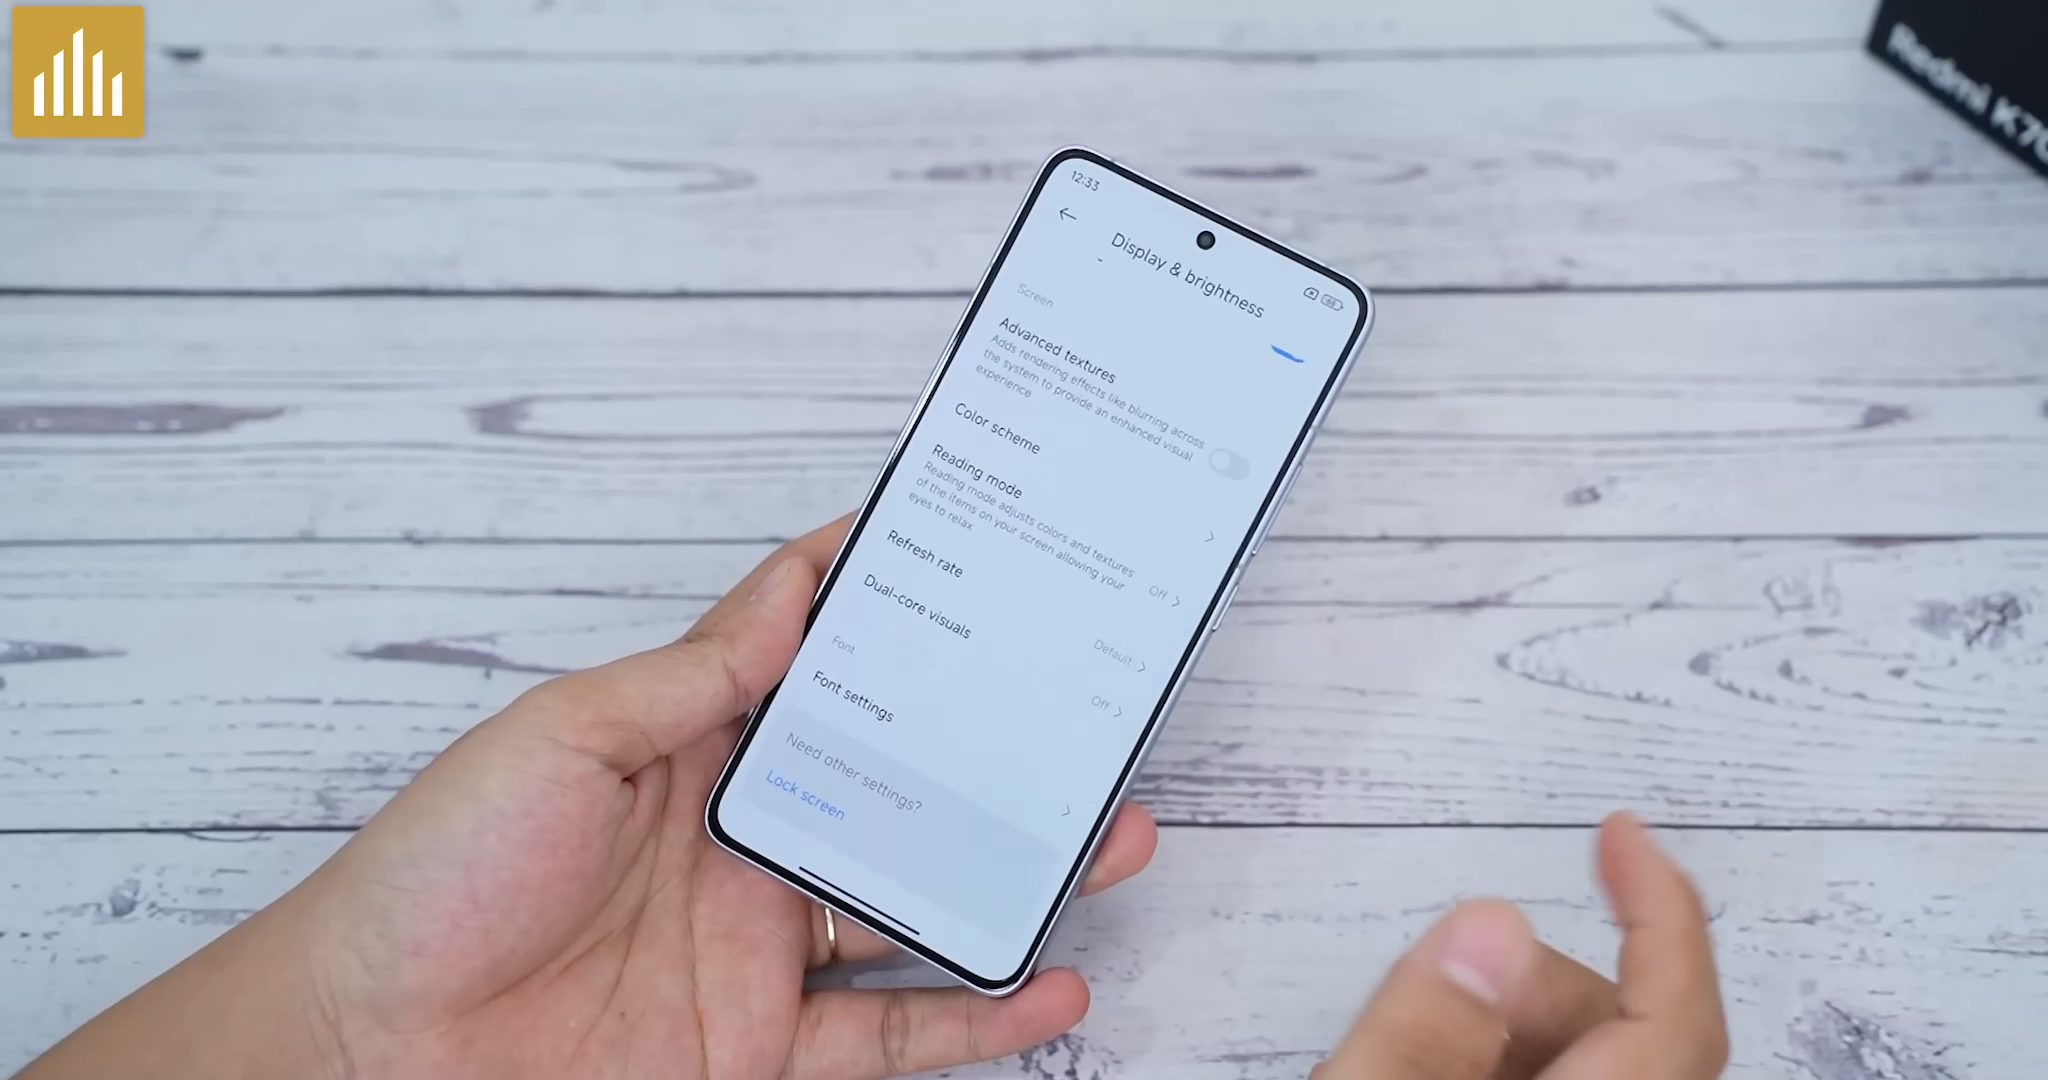 Redmi K70
12:33
68
Display & brightness
Screen
Advanced textures
Adds rendering effects like blurring across
the system to provide an enhanced visual
experience
Color scheme
Reading mode
Reading mode adjusts colors and textures
of the items on your screen allowing your
eyes to relax
Off
Refresh rate
Default
Dual-core visuals
Off
Font
Font settings
Need other settings?
Lock screen